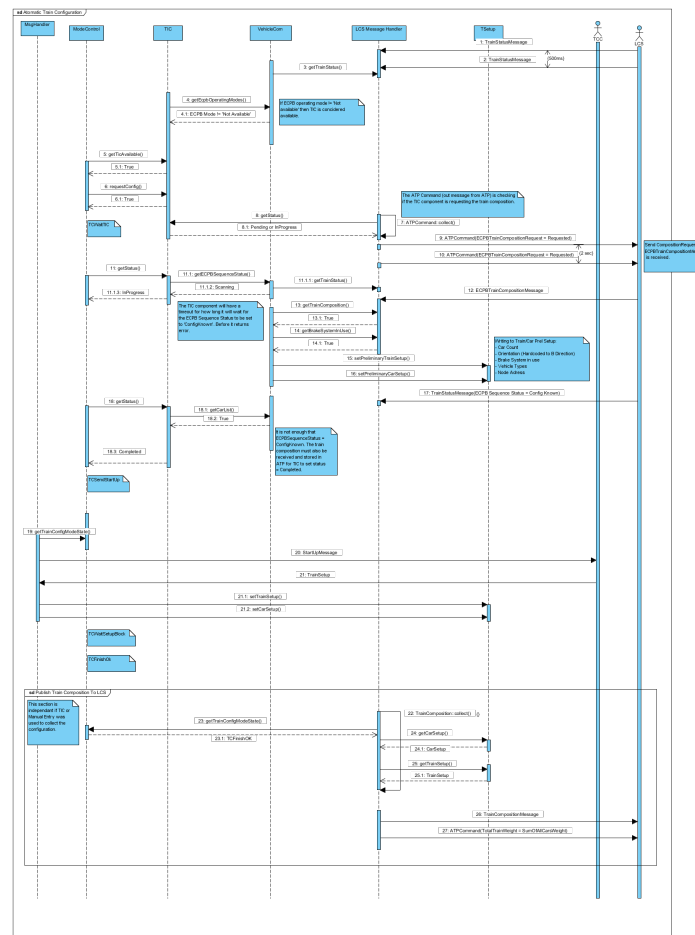 sd Atomatic Train Configuration
MsgHandler
ModeControl
TIC
VehicleCom
LCS Message Handler
TSetup
TCC
LCS
1: TrainStatusMessage
2: TrainStatusMessage
(500ms)
3: getTrainStatus()
4: getEcpbOperatingModes()
4.1: ECPB Mode != 'Not Available'
If ECPB operating mode != 'Not
available' then TIC is considered
available.
5: getTicAvailable()
5.1: True
6: requestConfig()
6.1: True
The ATP Command (out message from ATP) is checking
if the TIC component is requesting the train composition.
TCWaitTIC
8: getStatus()
7: ATPCommand::collect()
8.1: Pending or InProgress
9: ATPCommand(ECPBTrainCompositionRequest = Requested)
10: ATPCommand(ECPBTrainCompositionRequest = Requested)
(2 sec)
Send CompositionReques
ECPBTrainCompositionMe
is received.
11: getStatus()
11.1: getECPBSequenceStatus()
11.1.1: getTrainStatus()
11.1.2: Scanning
11.1.3: InProgress
12: ECPBTrainCompositionMessage
The TIC component will have a
timeout for how long it will wait for
the ECPB Sequence Status to be set
to 'ConfigKnown'. Before it returns
error.
13: getTrainComposition()
13.1: True
14: getBrakeSystemInUse()
14.1: True
15: setPreliminaryTrainSetup()
16: setPreliminaryCarSetup()
Writing to Train/Car Prel Setup:
- Car Count
- Orientation (Hardcoded to B Direction)
- Brake System in use
- Vehicle Types
- Node Adress
17: TrainStatusMessage(ECPB Sequence Status = Config Known)
18: getStatus()
18.1: getCarList()
18.2: True
18.3: Completed
It is not enough that
ECPBSequenceStatus =
ConfigKnown. The train
composition must also be
received and stored in
ATP for TIC to set status
= Completed.
TCSendStartUp
19: getTrainConfigModeState()
20: StartUpMessage
21: TrainSetup
21.1: setTrainSetup()
21.2: setCarSetup()
TCWaitSetupBlock
TCFinishOk
sd Publish Train Composition To LCS
This section is
independant if TIC or
Manual Entry was
used to collect the
configuration.
22: TrainComposition::collect()
23: getTrainConfigModeState()
23.1: TCFinishOK
24: getCarSetup()
24.1: CarSetup
25: getTrainSetup()
25.1: TrainSetup
26: TrainCompositionMessage
27: ATPCommand(TotalTrainWeight = SumOfAllCarsWeight)